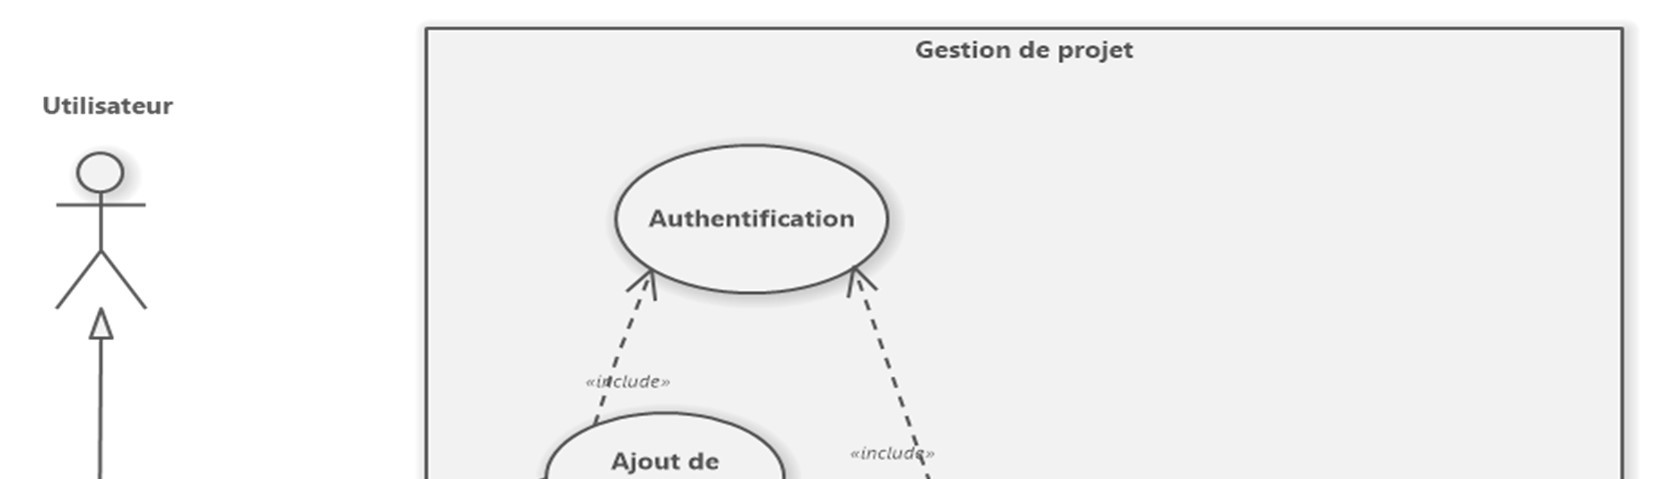 Gestion de projet
Utilisateur
Authentification
«include»
«include»
Ajout de